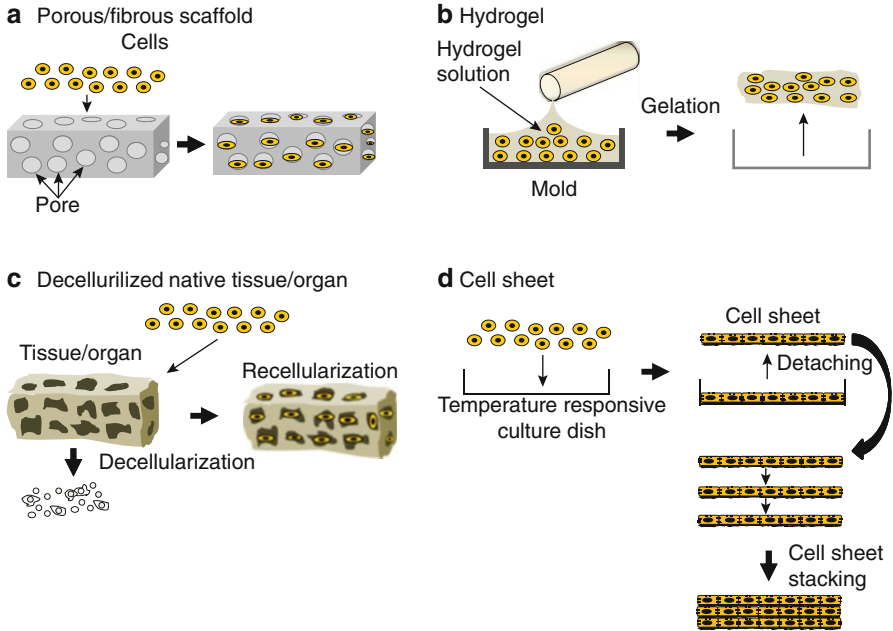 a Porous/fibrous scaffold
Cells
Pore
b Hydrogel
Hydrogel
solution
Gelation
Mold
c Decellurilized native tissue/organ
Tissue/organ
Recellularization
Decellularization
d Cell sheet
Cell sheet
Detaching
Temperature responsive
culture dish
Cell sheet
stacking